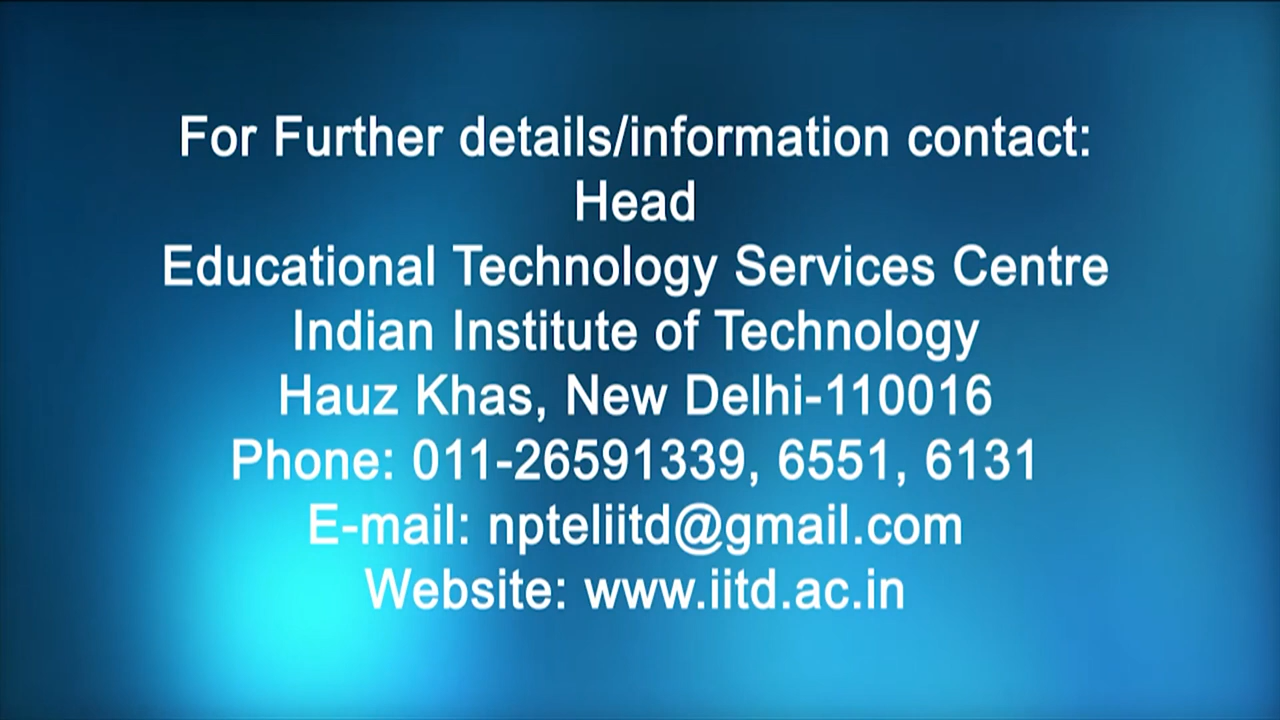 For Further details/information contact:
Head
Educational Technology Services Centre
Indian Institute of Technology
Hauz Khas, New Delhi-110016
Phone: 011-26591339, 6551, 6131
E-mail: npteliitd@gmail.com
Website: www.iitd.ac.in